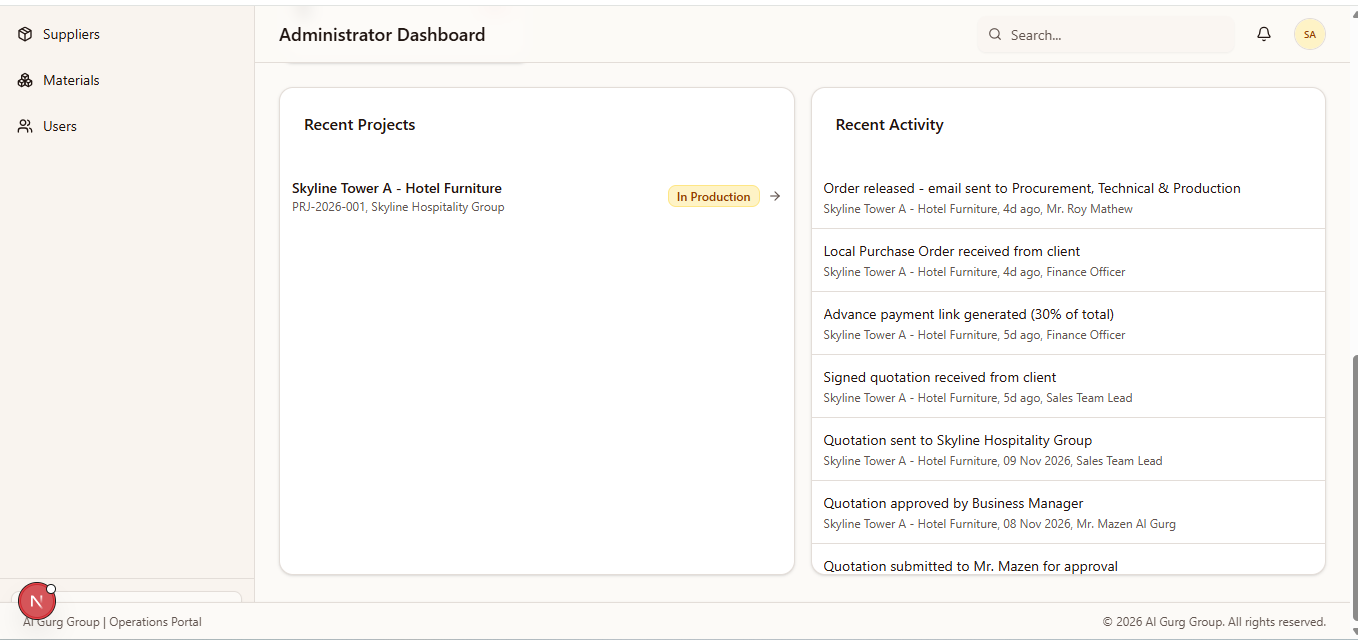 Suppliers
Materials
Users
Administrator Dashboard
Search...
SA
Recent Projects
Skyline Tower A - Hotel Furniture
PRJ-2026-001, Skyline Hospitality Group
In Production
Recent Activity
Order released - email sent to Procurement, Technical & Production
Skyline Tower A - Hotel Furniture, 4d ago, Mr. Roy Mathew
Local Purchase Order received from client
Skyline Tower A - Hotel Furniture, 4d ago, Finance Officer
Advance payment link generated (30% of total)
Skyline Tower A - Hotel Furniture, 5d ago, Finance Officer
Signed quotation received from client
Skyline Tower A - Hotel Furniture, 5d ago, Sales Team Lead
Quotation sent to Skyline Hospitality Group
Skyline Tower A - Hotel Furniture, 09 Nov 2026, Sales Team Lead
Quotation approved by Business Manager
Skyline Tower A - Hotel Furniture, 08 Nov 2026, Mr. Mazen Al Gurg
Quotation submitted to Mr. Mazen for approval
N
Al Gurg Group | Operations Portal
© 2026 Al Gurg Group. All rights reserved.